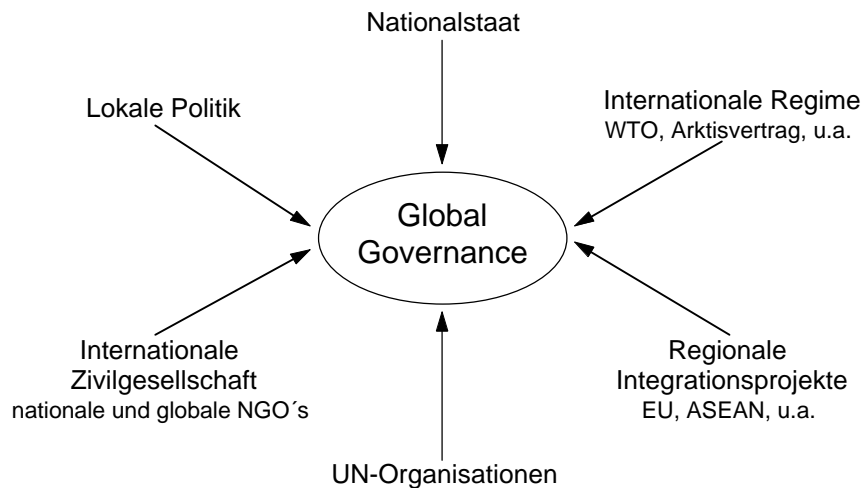 Nationalstaat
Lokale Politik
Internationale Regime
WTO, Arktisvertrag, u.a.
Global
Governance
Internationale
Zivilgesellschaft
nationale und globale NGO´s
Regionale
Integrationsprojekte
EU, ASEAN, u.a.
UN-Organisationen